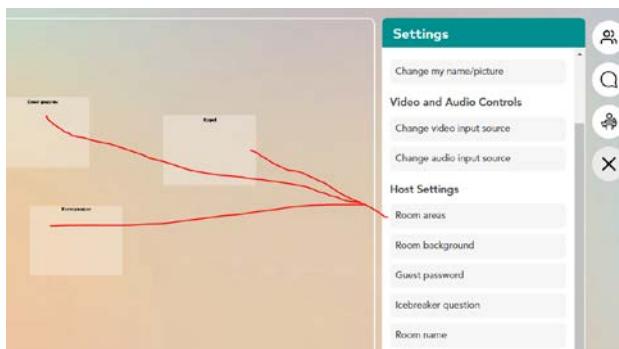 Settings
Change my name/picture
Video and Audio Controls
Change video input source
Change audio input source
Host Settings
Room areas
Room background
Guest password
Icebreaker question
Room name